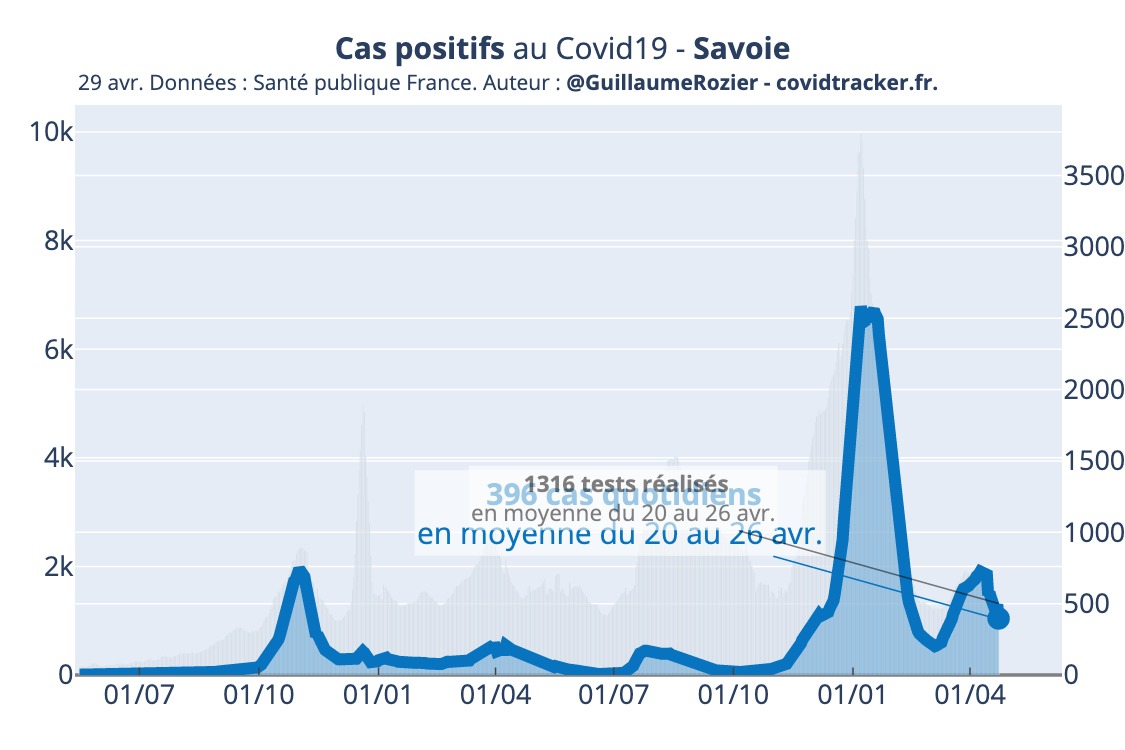 Cas positifs au Covid19 - Savoie
29 avr. Données : Santé publique France. Auteur : @GuillaumeRozier - covidtracker.fr.
10k
8k
6k
4k
2k
0
3500
3000
2500
2000
1500
1000
500
0
1316 tests réalisés
396 cas quotidiens
en moyenne du 20 au 26 avr.
en moyenne du 20 au 26 avr.
01/07
01/10
01/01
01/04
01/07
01/10
01/01
01/04